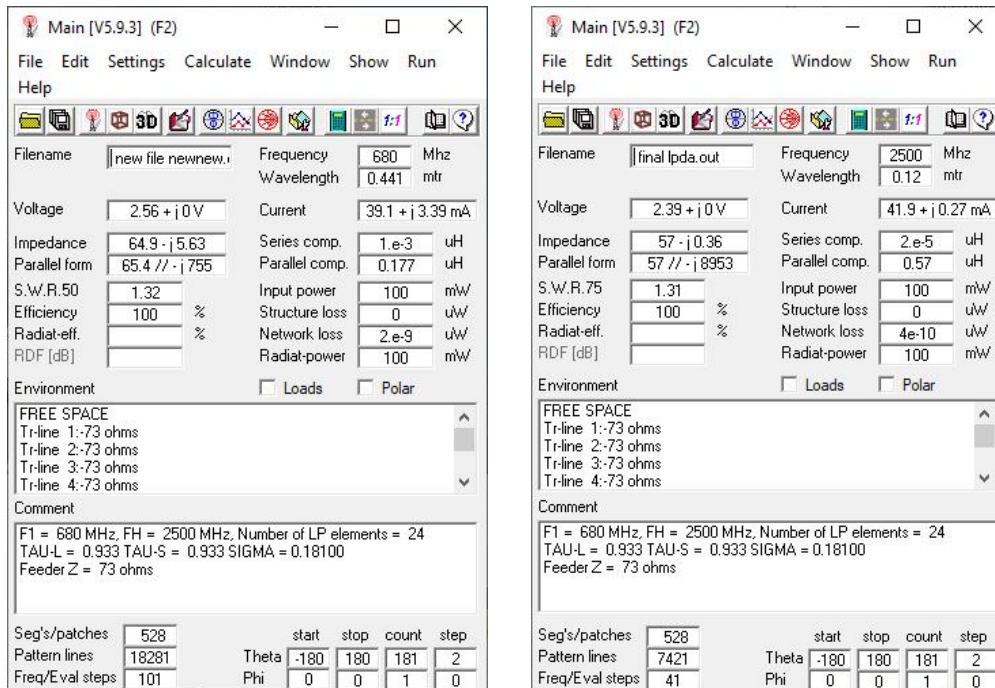 Main [V5.9.3] (F2)
File Edit Settings Calculate Window Show Run
Help
3D 1:1
Filename new file newnew. Frequency 680 Mhz
Wavelength 0.441 mtr
Voltage 2.56 + j 0 V Current 39.1 + j 3.39 mA
Impedance 64.9 - j 5.63 Series comp. 1.e-3 uH
Parallel form 65.4 // - j 755 Parallel comp. 0.177 uH
S.W.R.50 1.32 Input power 100 mW
Efficiency 100 % Structure loss 0 uW
Radiat-eff. % Network loss 2.e-9 uW
RDF [dB] Radiat-power 100 mW
Environment Loads Polar
FREE SPACE
Tr-line 1:-73 ohms
Tr-line 2:-73 ohms
Tr-line 3:-73 ohms
Tr-line 4:-73 ohms
Comment
F1 = 680 MHz, FH = 2500 MHz, Number of LP elements = 24
TAU-L = 0.933 TAU-S = 0.933 SIGMA = 0.18100
Feeder Z = 73 ohms
Seg's/patches 528 start stop count step
Pattern lines 18281 Theta -180 180 181 2
Freq/Eval steps 101 Phi 0 0 1 0
Main [V5.9.3] (F2)
File Edit Settings Calculate Window Show Run
Help
3D 1:1
Filename final lpda.out Frequency 2500 Mhz
Wavelength 0.12 mtr
Voltage 2.39 + j 0 V Current 41.9 + j 0.27 mA
Impedance 57 - j 0.36 Series comp. 2.e-5 uH
Parallel form 57 // - j 8953 Parallel comp. 0.57 uH
S.W.R.75 1.31 Input power 100 mW
Efficiency 100 % Structure loss 0 uW
Radiat-eff. % Network loss 4e-10 uW
RDF [dB] Radiat-power 100 mW
Environment Loads Polar
FREE SPACE
Tr-line 1:-73 ohms
Tr-line 2:-73 ohms
Tr-line 3:-73 ohms
Tr-line 4:-73 ohms
Comment
F1 = 680 MHz, FH = 2500 MHz, Number of LP elements = 24
TAU-L = 0.933 TAU-S = 0.933 SIGMA = 0.18100
Feeder Z = 73 ohms
Seg's/patches 528 start stop count step
Pattern lines 7421 Theta -180 180 181 2
Freq/Eval steps 41 Phi 0 0 1 0